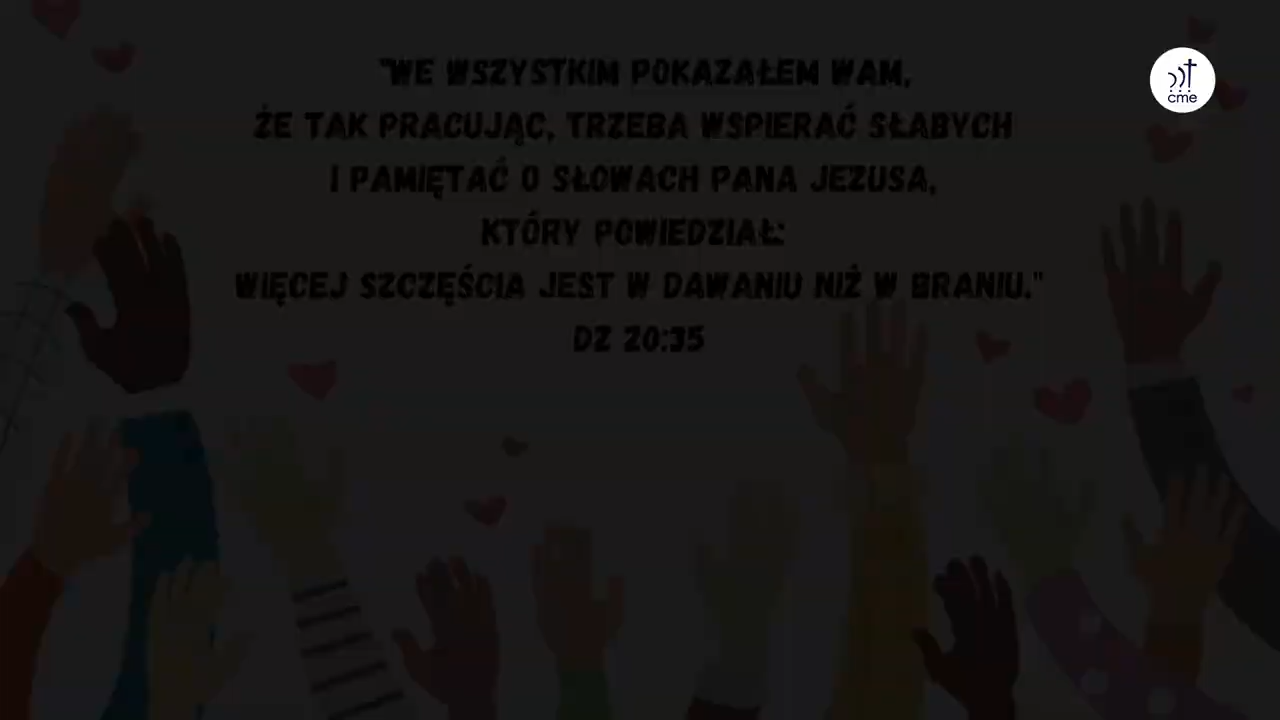 "WE WSZYSTKIM POKAZAŁEM WAM,
ŻE TAK PRACUJĄC, TRZEBA WSPIERAĆ SŁABYCH
I PAMIĘTAĆ O SŁOWACH PANA JEZUSA,
KTÓRY POWIEDZIAŁ:
WIĘCEJ SZCZĘŚCIA JEST W DAWANIU NIŻ W BRANIU."
DZ 20:35
cme